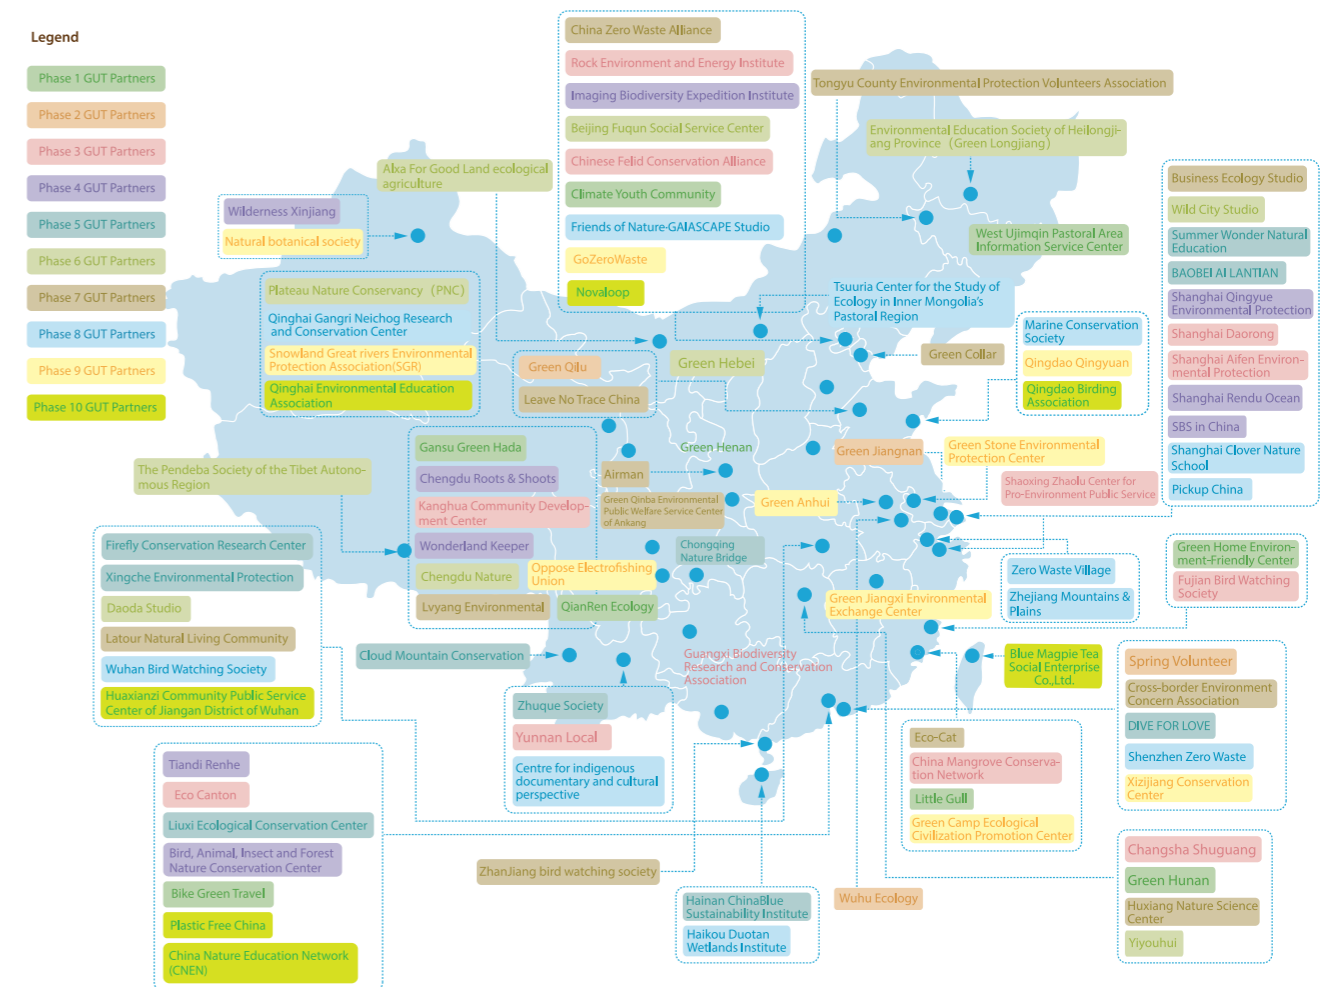 Legend
Phase 1 GUT Partners
Phase 2 GUT Partners
Phase 3 GUT Partners
Phase 4 GUT Partners
Phase 5 GUT Partners
Phase 6 GUT Partners
Phase 7 GUT Partners
Phase 8 GUT Partners
Phase 9 GUT Partners
Phase 10 GUT Partners
China Zero Waste Alliance
Rock Environment and Energy Institute
Imaging Biodiversity Expedition Institute
Beijing Fuqun Social Service Center
Chinese Felid Conservation Alliance
Climate Youth Community
Friends of Nature-GAIASCAPE Studio
GoZeroWaste
Novaloop
Tongyu County Environmental Protection Volunteers Association
Environmental Education Society of Heilongji-
ang Province（Green Longjiang）
West Ujimqin Pastoral Area
Information Service Center
Alxa For Good Land ecological
agriculture
Wilderness Xinjiang
Natural botanical society
Plateau Nature Conservancy（PNC）
Qinghai Gangri Neichog Research
and Conservation Center
Snowland Great rivers Environmental
Protection Association(SGR)
Qinghai Environmental Education
Association
Tsuuria Center for the Study of
Ecology in Inner Mongolia's
Pastoral Region
Green Collar
Marine Conservation
Society
Qingdao Qingyuan
Qingdao Birding
Association
Business Ecology Studio
Wild City Studio
Summer Wonder Natural
Education
BAOBEI AI LANTIAN
Shanghai Qingyue
Environmental Protection
Shanghai Daorong
Shanghai Aifen Environ-
mental Protection
Shanghai Rendu Ocean
SBS in China
Shanghai Clover Nature
School
Pickup China
Green Qilu
Leave No Trace China
Green Hebei
Green Henan
Green Jiangnan
Green Stone Environmental
Protection Center
Shaoxing Zhaolu Center for
Pro-Environment Public Service
The Pendeba Society of the Tibet Autono-
mous Region
Gansu Green Hada
Chengdu Roots & Shoots
Kanghua Community Develop-
ment Center
Wonderland Keeper
Chengdu Nature
Lvyang Environmental
Airman
Green Qinba Environmental
Public Welfare Service Center
of Ankang
Green Anhui
Oppose Electrofishing
Union
QianRen Ecology
Chongqing
Nature Bridge
Green Jiangxi Environmental
Exchange Center
Zero Waste Village
Zhejiang Mountains &
Plains
Green Home Environ-
ment-Friendly Center
Fujian Bird Watching
Society
Firefly Conservation Research Center
Xingche Environmental Protection
Daoda Studio
Latour Natural Living Community
Wuhan Bird Watching Society
Huaxianzi Community Public Service
Center of Jiangan District of Wuhan
Cloud Mountain Conservation
Guangxi Biodiversity
Research and Conservation
Association
Blue Magpie Tea
Social Enterprise
Co.,Ltd.
Spring Volunteer
Cross-border Environment
Concern Association
DIVE FOR LOVE
Shenzhen Zero Waste
Xizijiang Conservation
Center
Zhuque Society
Yunnan Local
Centre for indigenous
documentary and cultural
perspective
Eco-Cat
China Mangrove Conserva-
tion Network
Little Gull
Green Camp Ecological
Civilization Promotion Center
Tiandi Renhe
Eco Canton
Liuxi Ecological Conservation Center
Bird, Animal, Insect and Forest
Nature Conservation Center
Bike Green Travel
Plastic Free China
China Nature Education Network
(CNEN)
ZhanJiang bird watching society
Hainan ChinaBlue
Sustainability Institute
Haikou Duotan
Wetlands Institute
Wuhu Ecology
Changsha Shuguang
Green Hunan
Huxiang Nature Science
Center
Yiyouhui